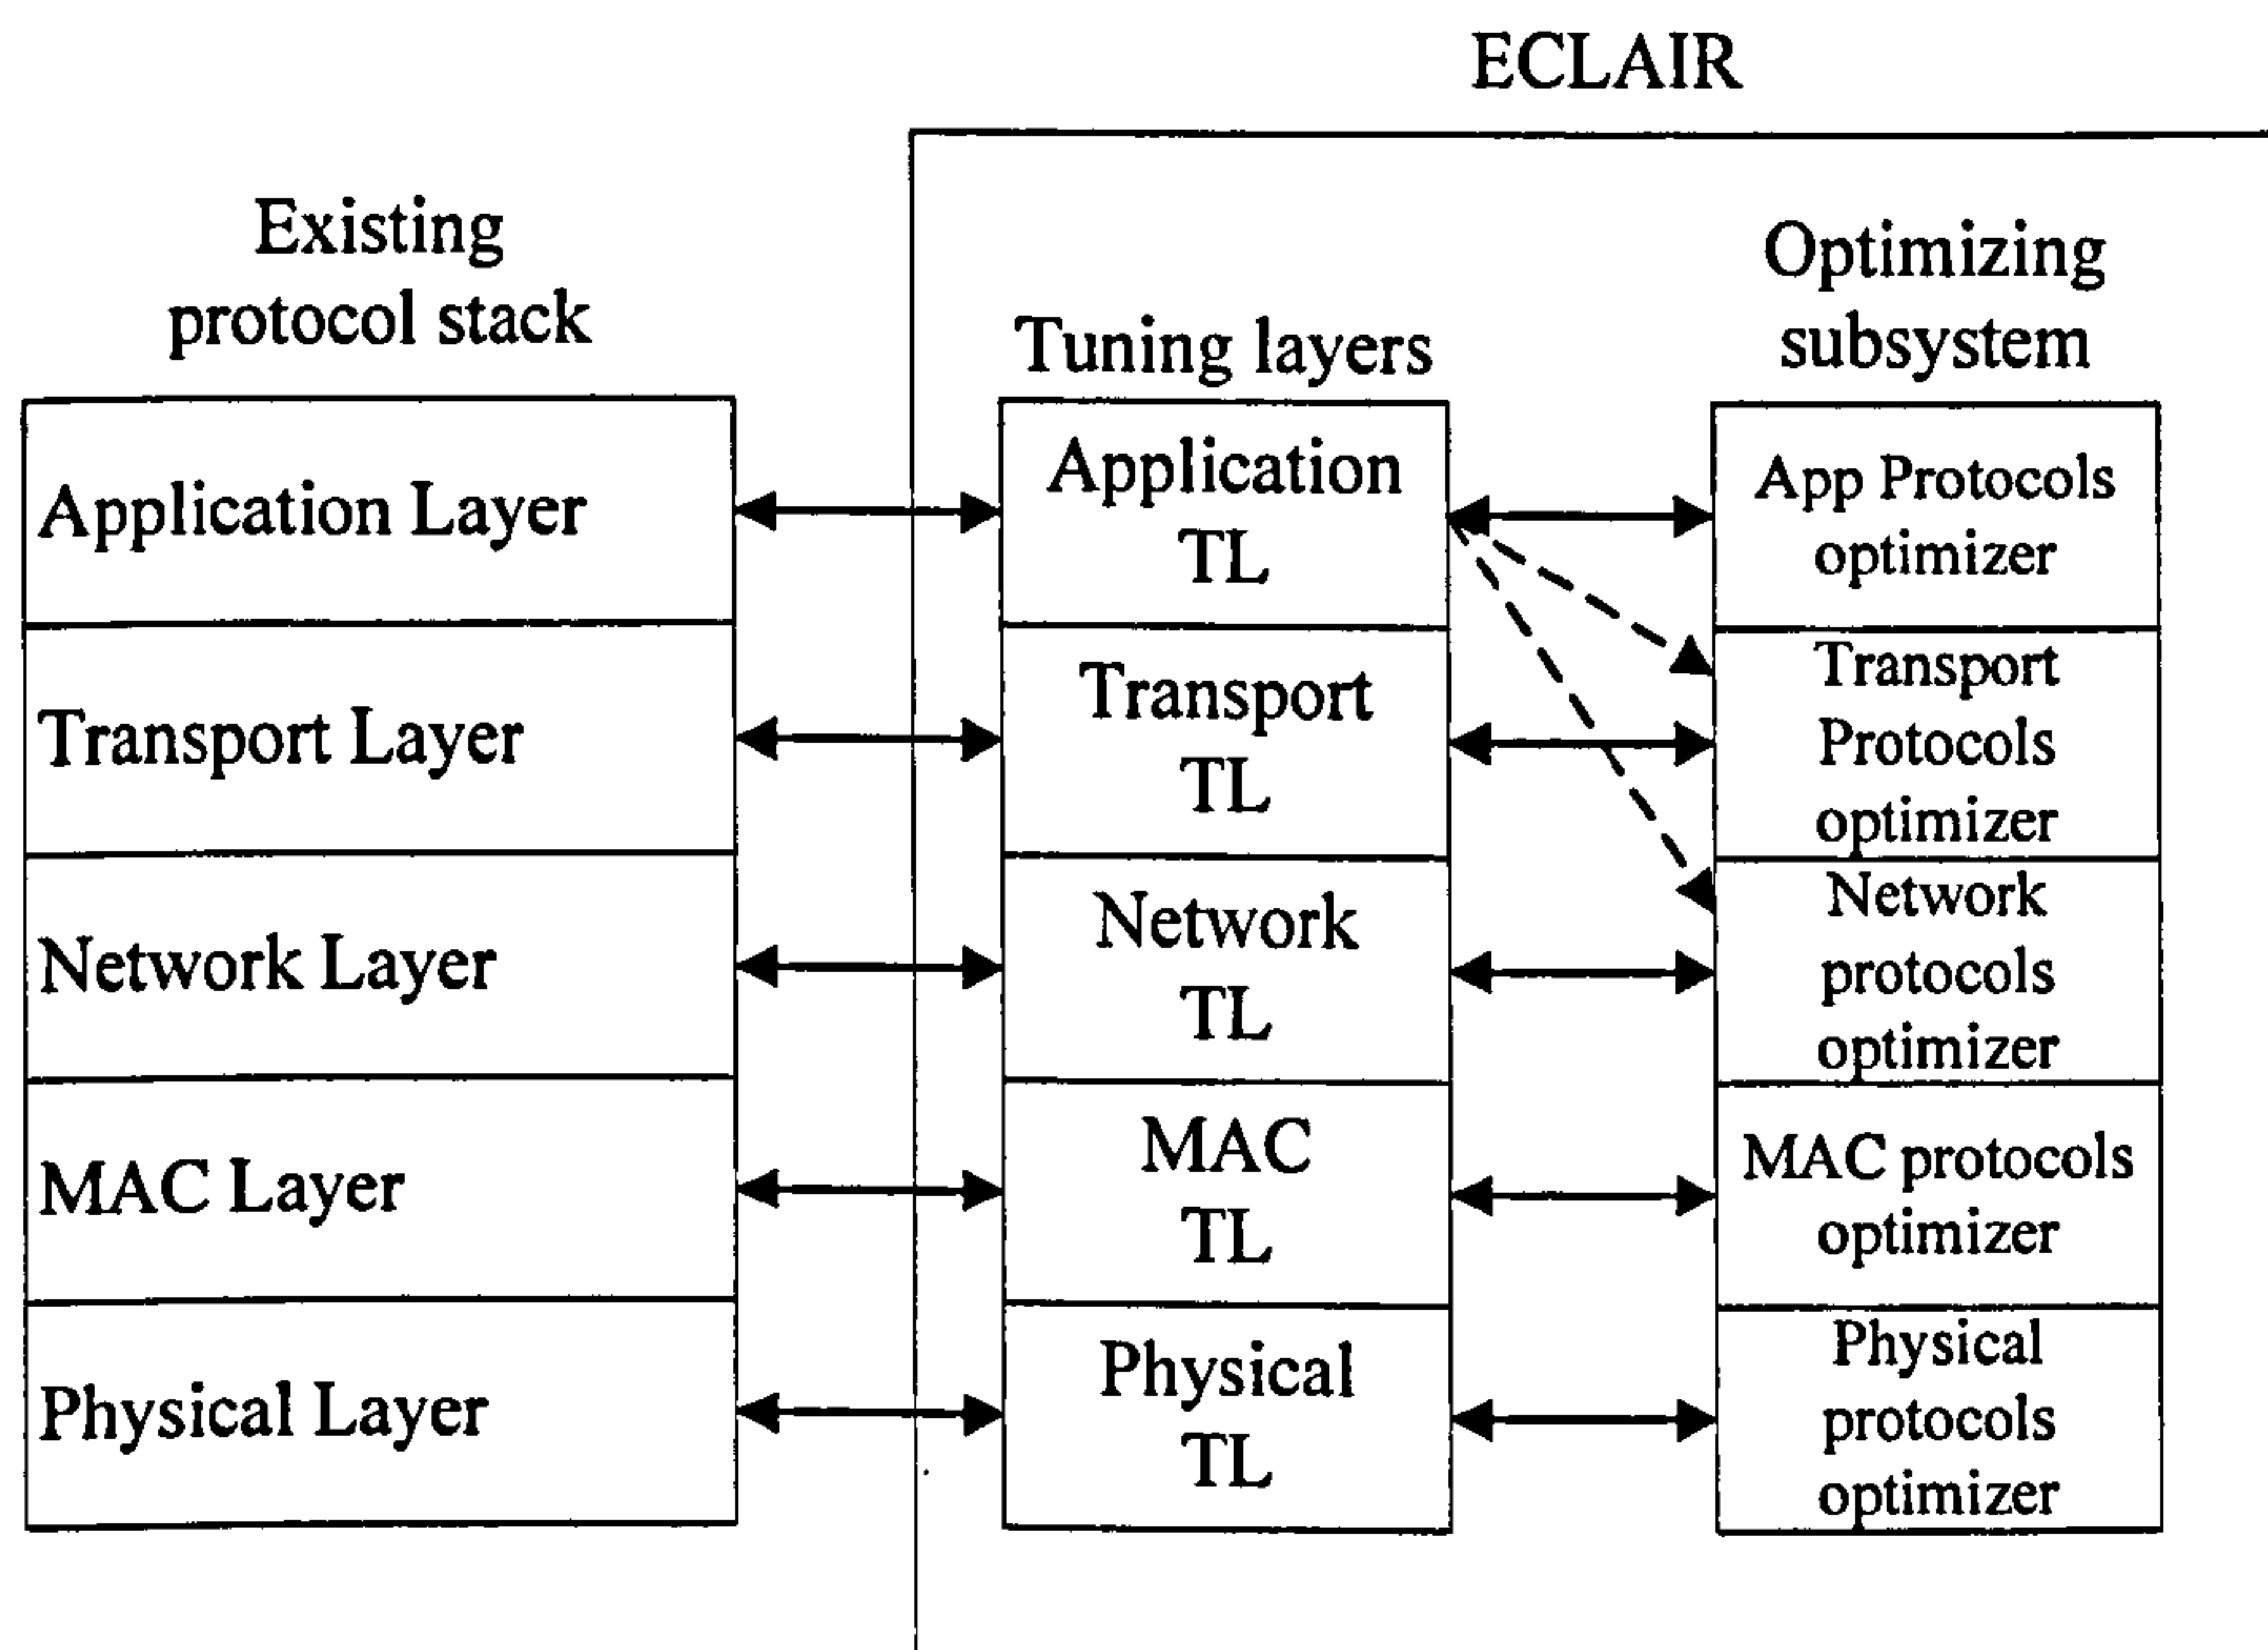 ECLAIR
Existing
protocol stack
Tuning layers
Optimizing
subsystem
Application Layer
Transport Layer
Network Layer
MAC Layer
Physical Layer
Application
TL
Transport
TL
Network
TL
MAC
TL
Physical
TL
App Protocols
optimizer
Transport
Protocols
optimizer
Network
protocols
optimizer
MAC protocols
optimizer
Physical
protocols
optimizer